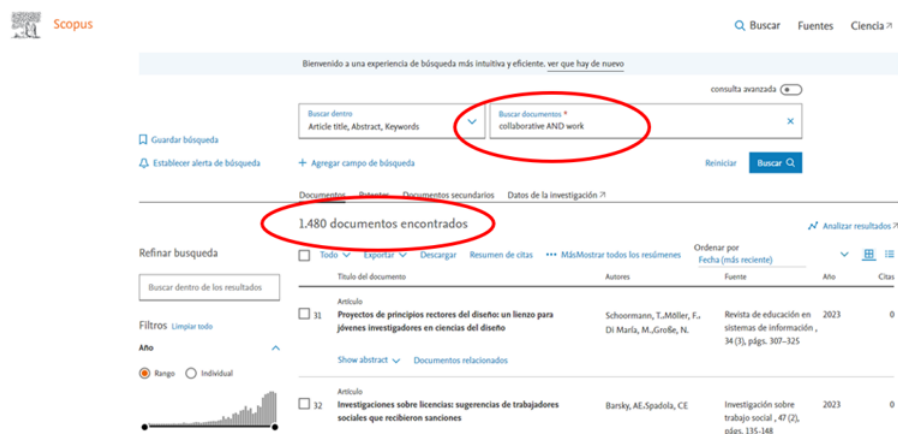 Scopus
Buscar Fuentes Ciencia
Bienvenido a una experiencia de búsqueda más intuitiva y eficiente. ver que hay de nuevo
consulta avanzada
Buscar dentro
Article title, Abstract, Keywords
Buscar documentos *
collaborative AND work
Guardar búsqueda
Establecer alerta de búsqueda
+ Agregar campo de búsqueda
Reiniciar Buscar
Documentos Patentes Documentos secundarios Datos de la investigación
1.480 documentos encontrados
Analizar resultados
Refinar busqueda
Buscar dentro de los resultados
Filtros Limpiar todo
Año
Rango Individual
Todo Exportar Descargar Resumen de citas ••• MásMostrar todos los resúmenes
Ordenar por
Fecha (más reciente)
Titulo del documento Autores Fuente Año Citas
Artículo
31 Proyectos de principios rectores del diseño: un lienzo para
jóvenes investigadores en ciencias del diseño
Schoormann, T.,Möller, F.,
Di María, M.,Große, N.
Revista de educación en
sistemas de información ,
34 (3), págs. 307–325
2023 0
Show abstract Documentos relacionados
Artículo
32 Investigaciones sobre licencias: sugerencias de trabajadores
sociales que recibieron sanciones
Barsky, AE.Spadola, CE
Investigación sobre
trabajo social , 47 (2),
págs. 135-148
2023 0